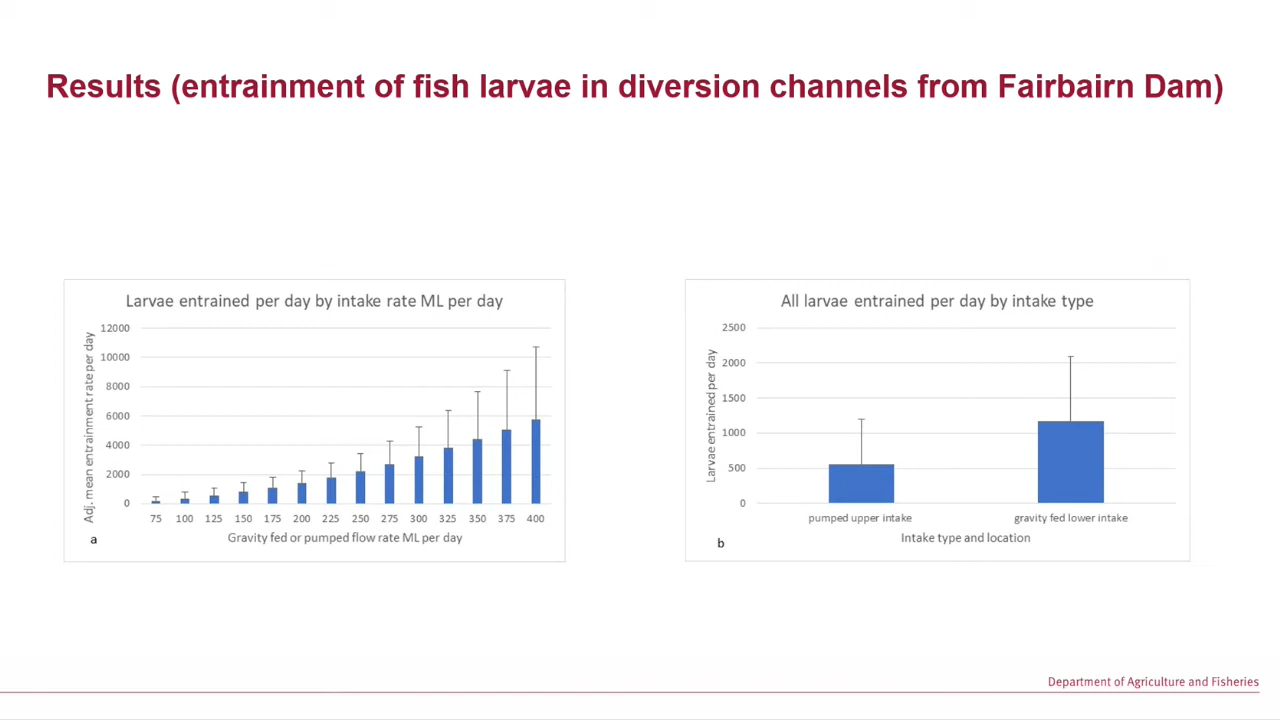 Results (entrainment of fish larvae in diversion channels from Fairbairn Dam)
Larvae entrained per day by intake rate ML per day
Adj. mean entrainment rate per day
12000
10000
8000
6000
4000
2000
0
75 100 125 150 175 200 225 250 275 300 325 350 375 400
Gravity fed or pumped flow rate ML per day
a
All larvae entrained per day by intake type
Larvae entrained per day
2500
2000
1500
1000
500
0
pumped upper intake gravity fed lower intake
Intake type and location
b
Department of Agriculture and Fisheries